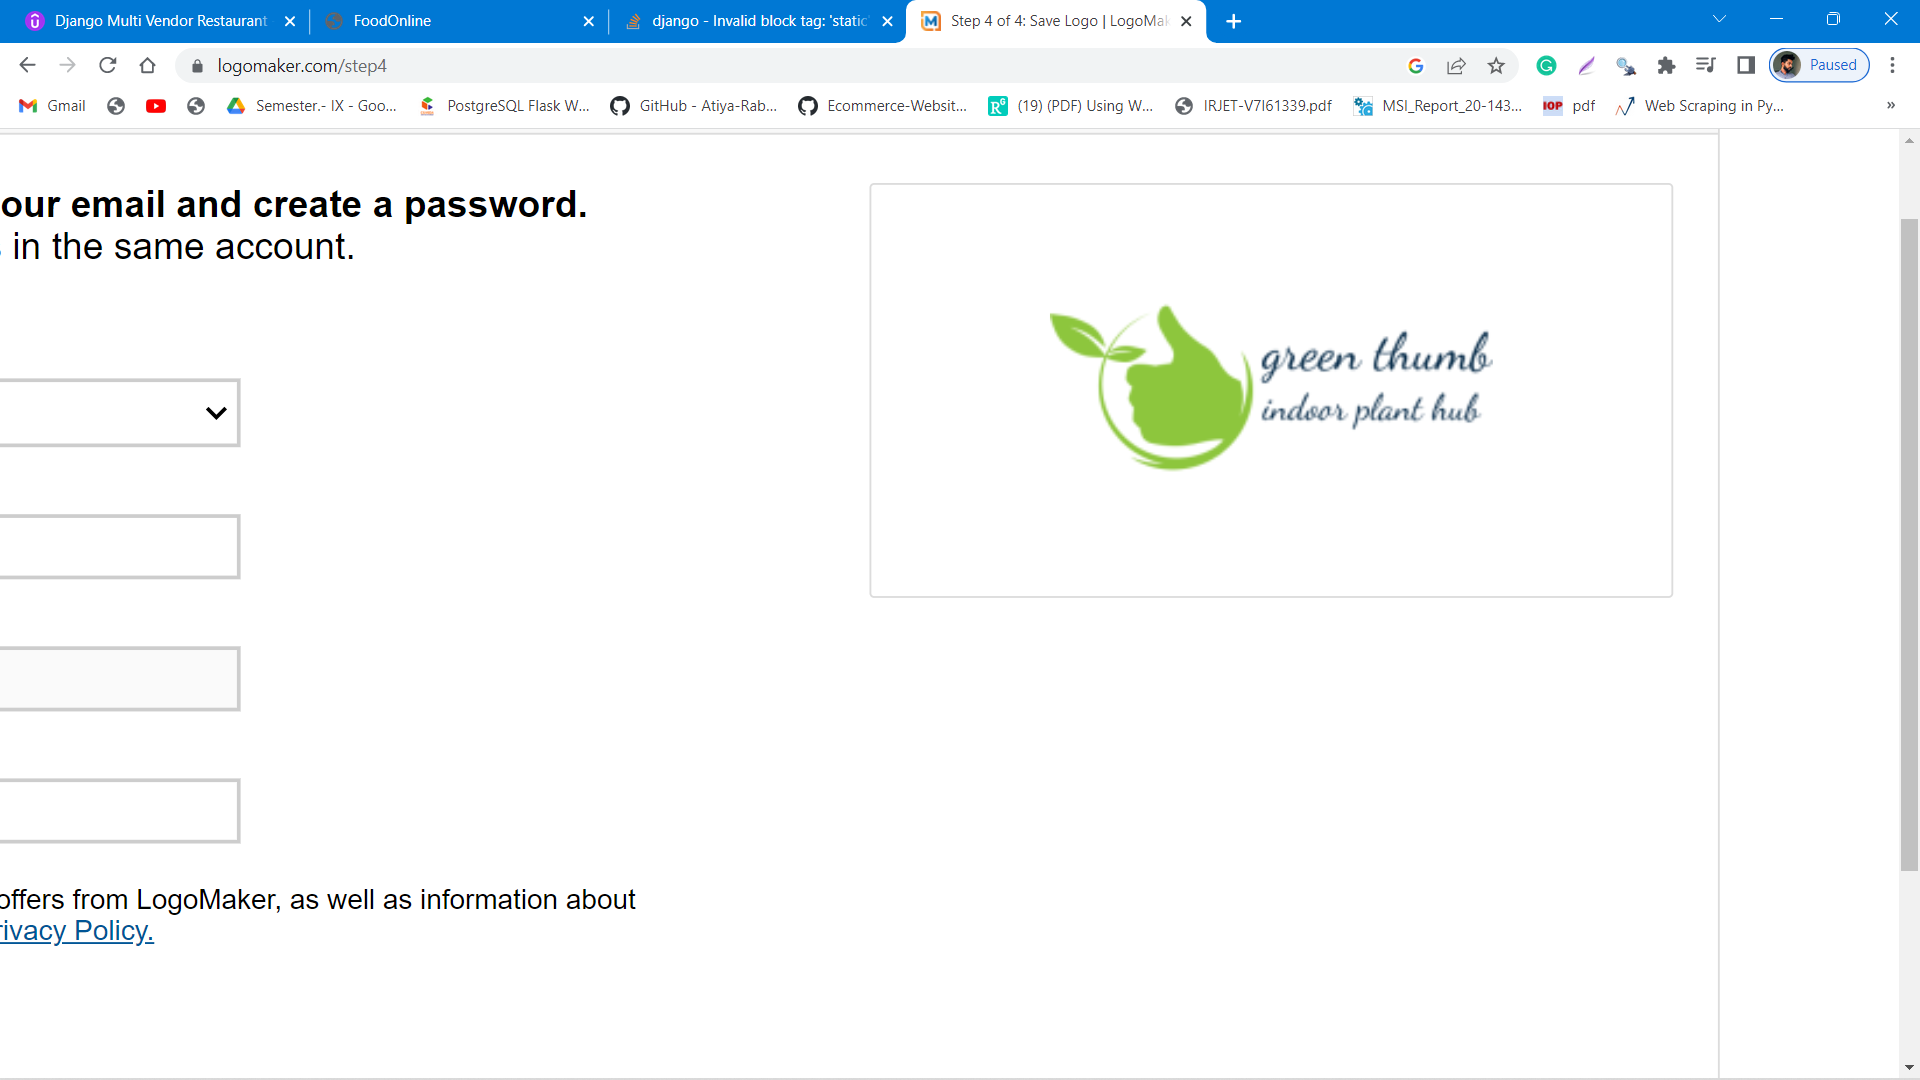 Django Multi Vendor Restaurant
FoodOnline
django - Invalid block tag: 'static'
Step 4 of 4: Save Logo | LogoMak
logomaker.com/step4
Paused
Gmail
Semester.- IX - Goo...
PostgreSQL Flask W...
GitHub - Atiya-Rab...
Ecommerce-Websit...
(19) (PDF) Using W...
IRJET-V7I61339.pdf
MSI_Report_20-143...
IOP
pdf
Web Scraping in Py...
»
our email and create a password.
in the same account.
green thumb
indoor plant hub
offers from LogoMaker, as well as information about
rivacy Policy.